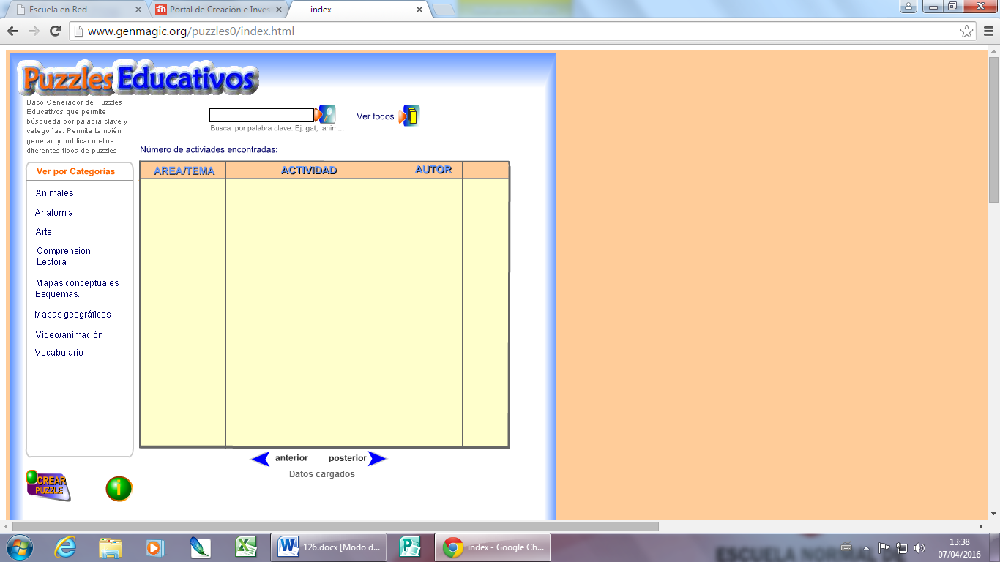 Escuela en Red
Portal de Creación e Inves
index
www.genmagic.org/puzzles0/index.html
Puzzles Educativos
Baco Generador de Puzzles
Educativos que permite
búsqueda por palabra clave y
categorías. Permite también
generar y publicar on-line
diferentes tipos de puzzles
Ver todos
Busca por palabra clave. Ej. gat, anim...
Número de activiades encontradas:
Ver por Categorías
Animales
Anatomía
Arte
Comprensión
Lectora
Mapas conceptuales
Esquemas...
Mapas geográficos
Vídeo/animación
Vocabulario
AREA/TEMA
ACTIVIDAD
AUTOR
anterior
posterior
Datos cargados
CREAR
PUZZLE
i
126.docx [Modo d...
index - Google Ch...
ESCUELA NORMAL DE
13:38
07/04/2016